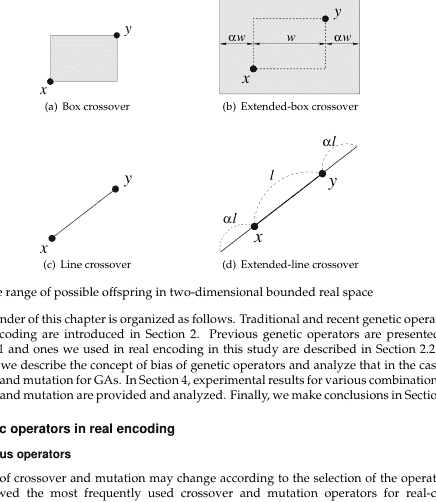 y
x
(a) Box crossover
y
αw
w
αw
x
(b) Extended-box crossover
y
x
(c) Line crossover
αl
l
y
αl
x
(d) Extended-line crossover
range of possible offspring in two-dimensional bounded real space
nder of this chapter is organized as follows. Traditional and recent genetic opera
coding are introduced in Section 2. Previous genetic operators are presented
1 and ones we used in real encoding in this study are described in Section 2.2
we describe the concept of bias of genetic operators and analyze that in the cas
and mutation for GAs. In Section 4, experimental results for various combination
and mutation are provided and analyzed. Finally, we make conclusions in Sectio
c operators in real encoding
us operators
of crossover and mutation may change according to the selection of the operat
wed the most frequently used crossover and mutation operators for real-c